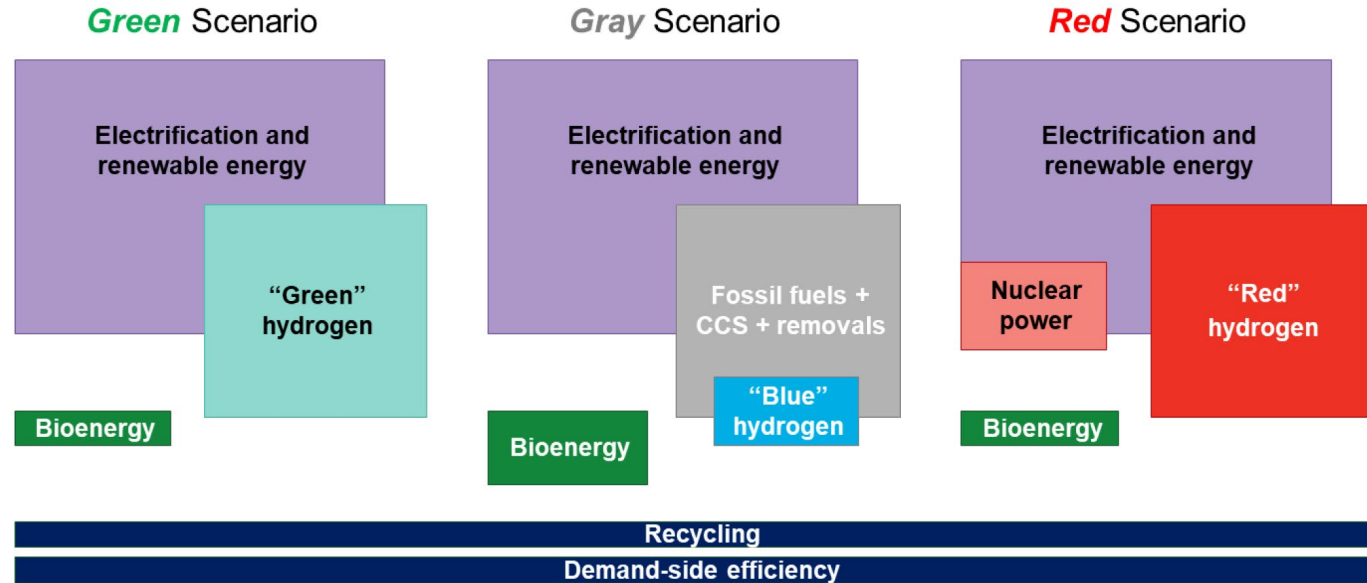 Green Scenario
Electrification and
renewable energy
“Green”
hydrogen
Bioenergy
Gray Scenario
Electrification and
renewable energy
Fossil fuels +
CCS + removals
“Blue”
hydrogen
Bioenergy
Red Scenario
Electrification and
renewable energy
Nuclear
power
“Red”
hydrogen
Bioenergy
Recycling
Demand-side efficiency